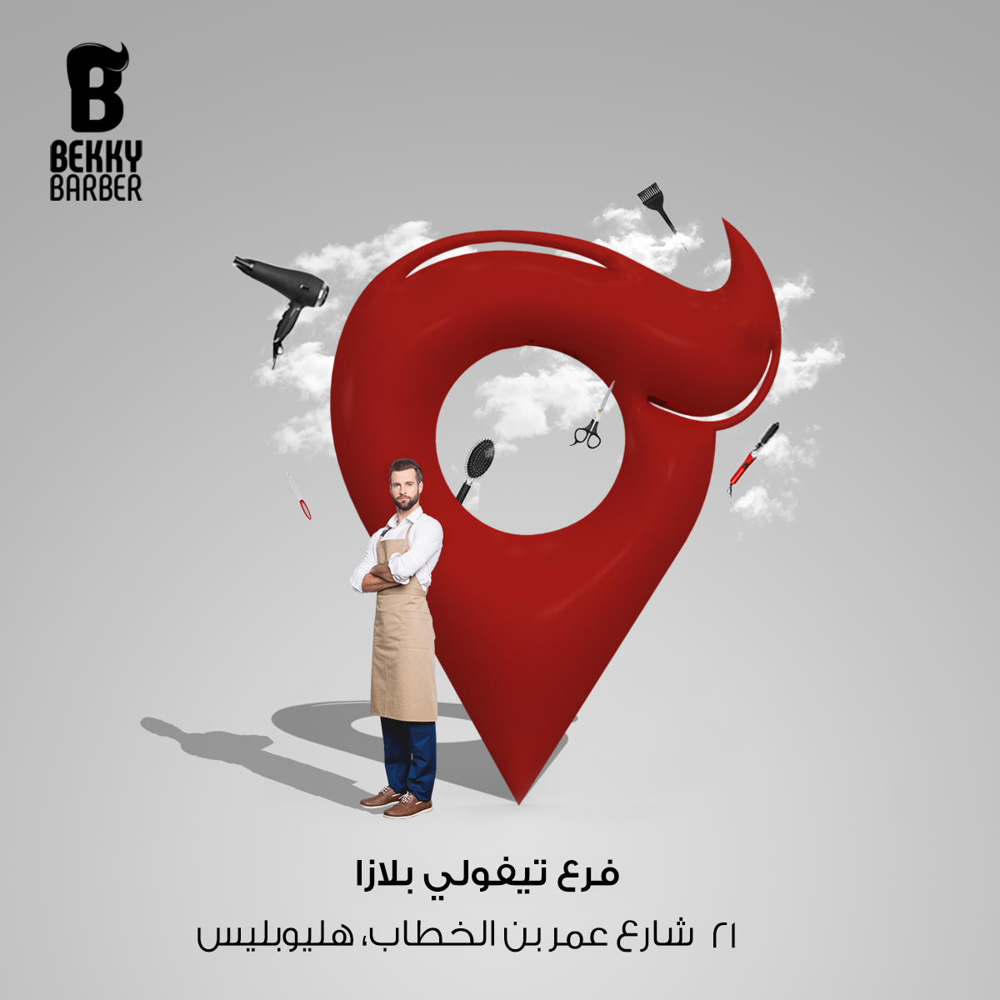 BEKKY
BARBER
فرع تيفولي بلازا
٢١ شارع عمر بن الخطاب، هليوبليس